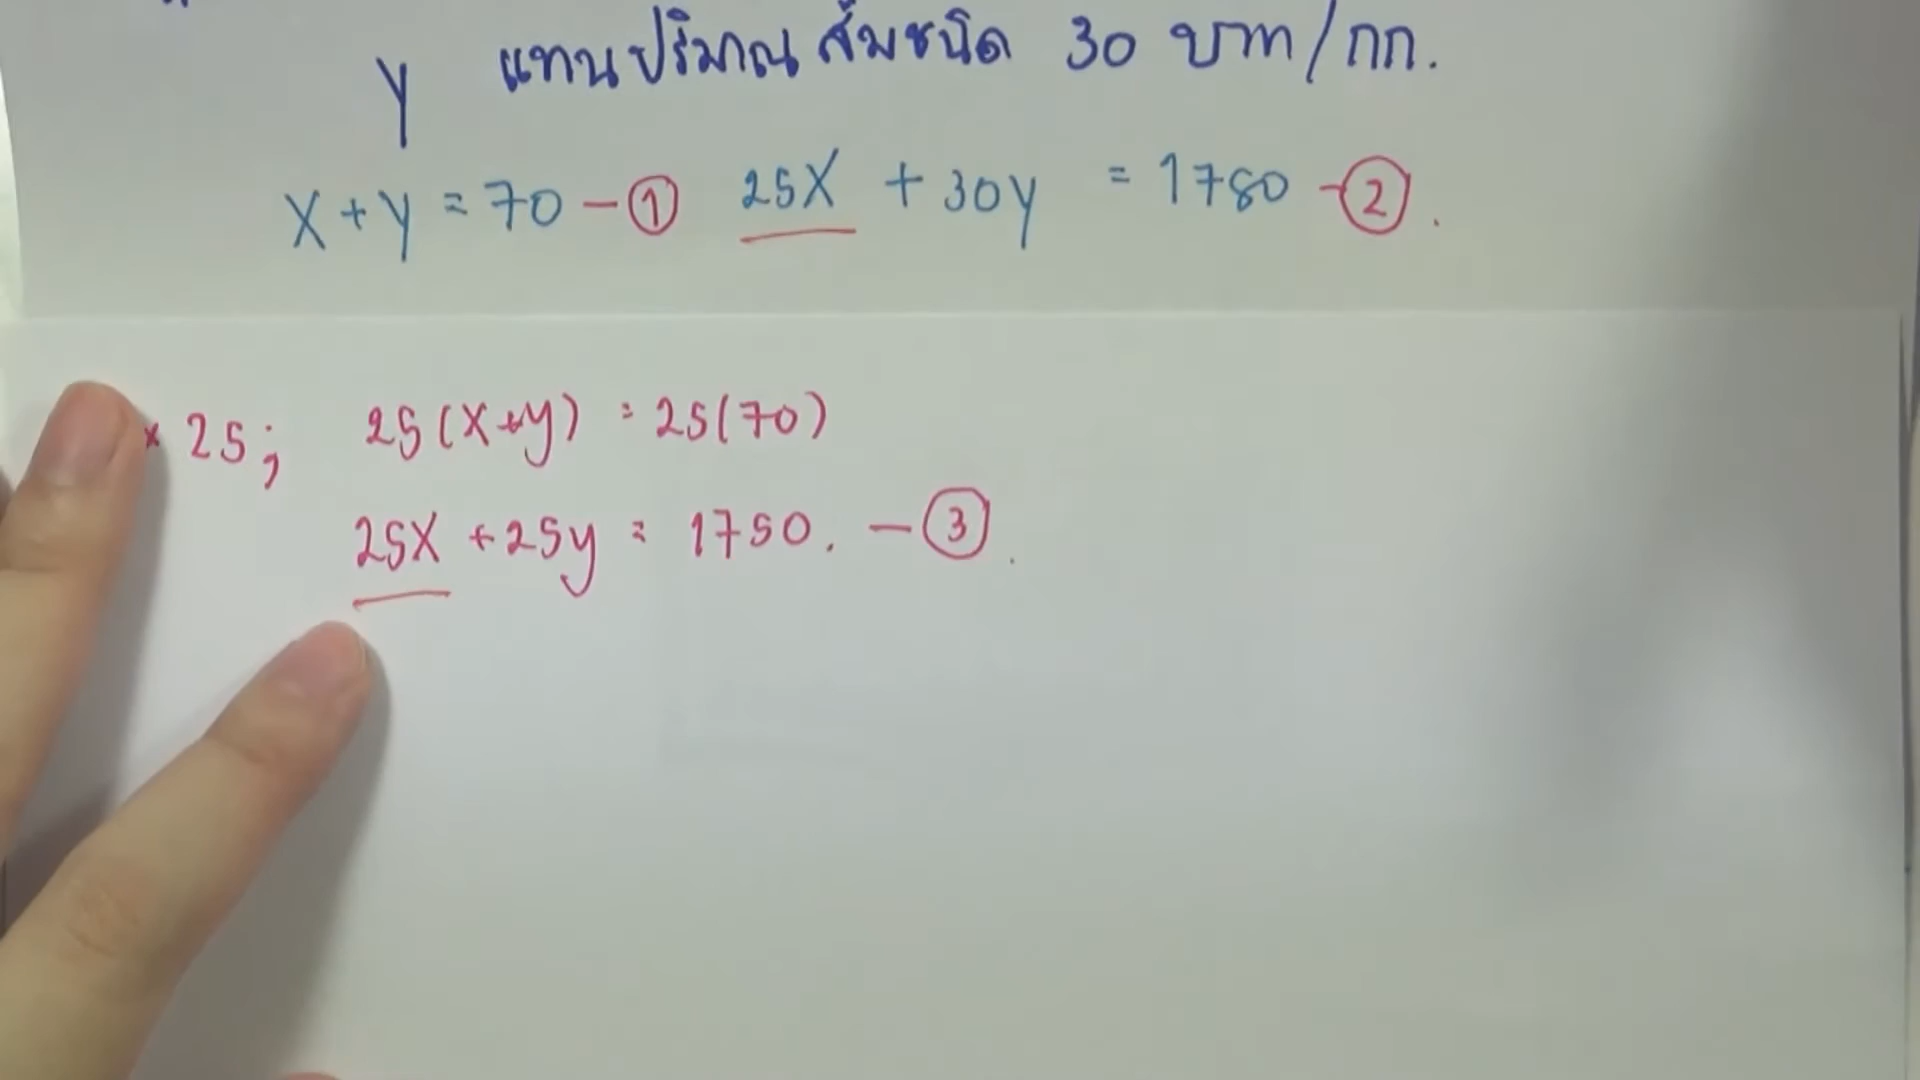 y แทนปริมาณส้มชนิด 30 บาท/กก.
x + y = 70 - ① 25x + 30y = 1780 - ②.
× 25; 25(x+y) = 25(70)
25x + 25y = 1750. - ③.